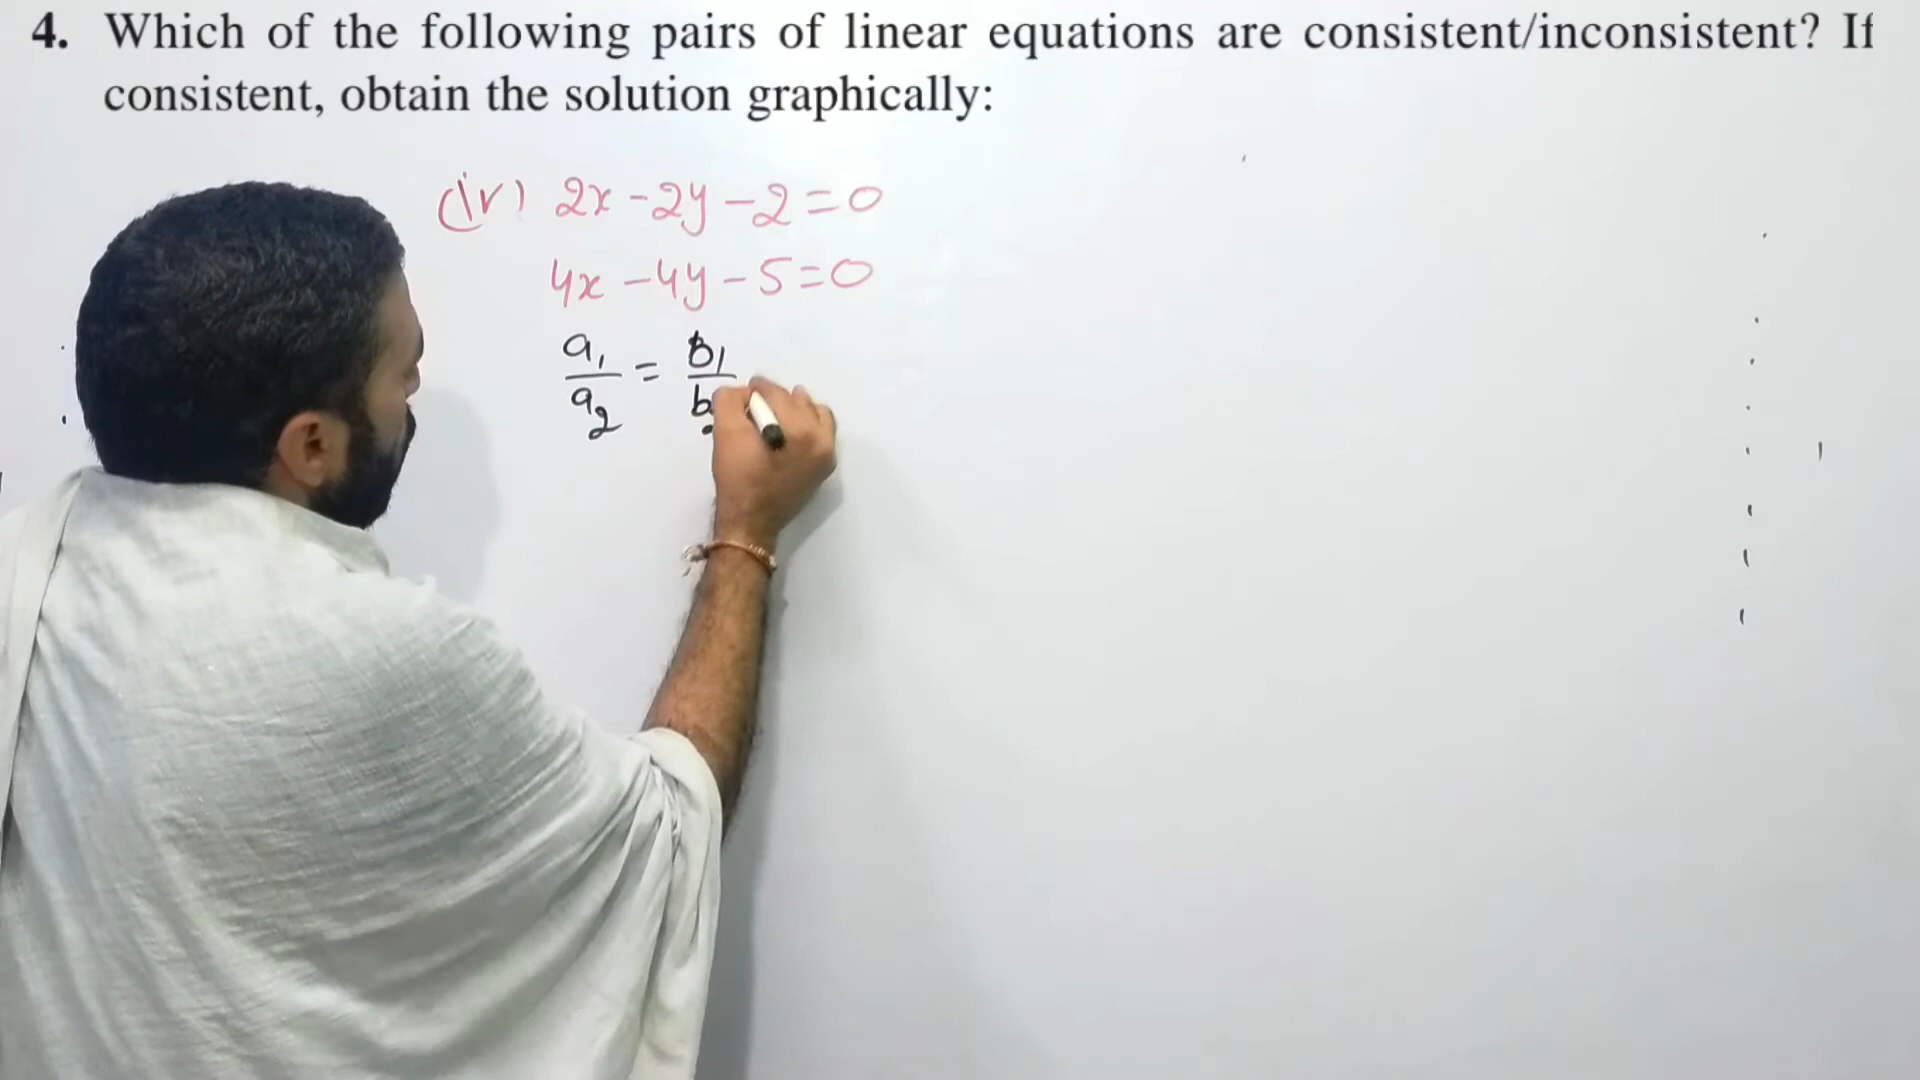 4. Which of the following pairs of linear equations are consistent/inconsistent? If
consistent, obtain the solution graphically:
(iv) 2x - 2y - 2 = 0
4x - 4y - 5 = 0
a₁/a₂ = b₁/b